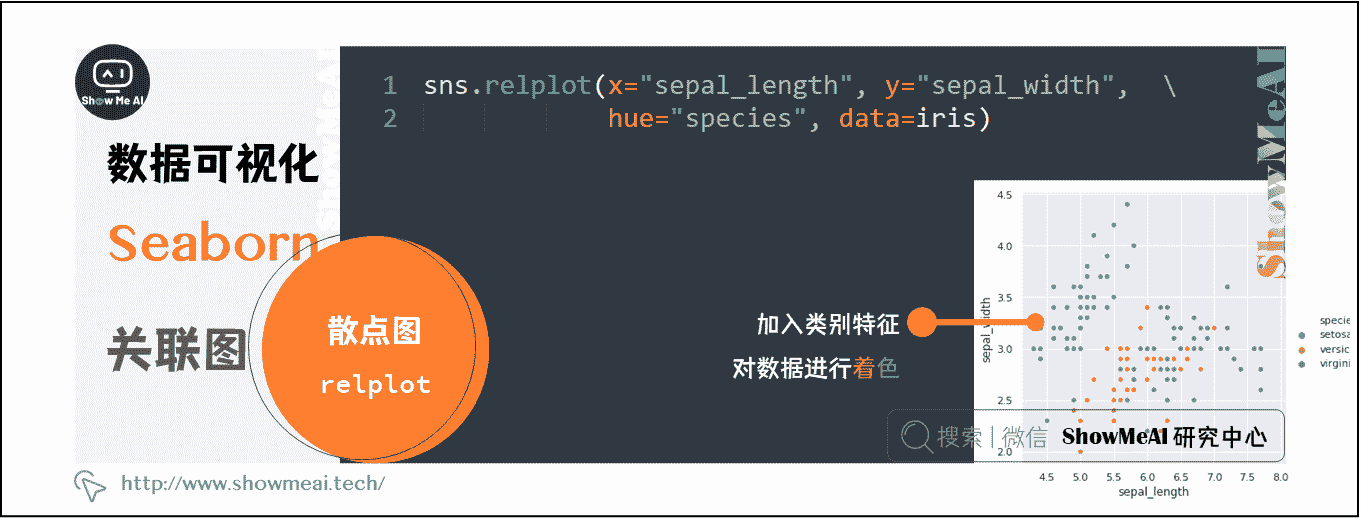 Show Me AI
数据可视化
Seaborn
关联图
散点图
relplot
1 sns.relplot(x="sepal_length", y="sepal_width", \
2 hue="species", data=iris)
加入类别特征
对数据进行着色
ShowMeAI
ShowMeAI
4.5
4.0
3.5
3.0
2.5
2.0
sepal_width
4.5 5.0 5.5 6.0 6.5 7.0 7.5 8.0
sepal_length
specie
setosa
versic
virgini
搜索 | 微信 ShowMeAI 研究中心
http://www.showmeai.tech/